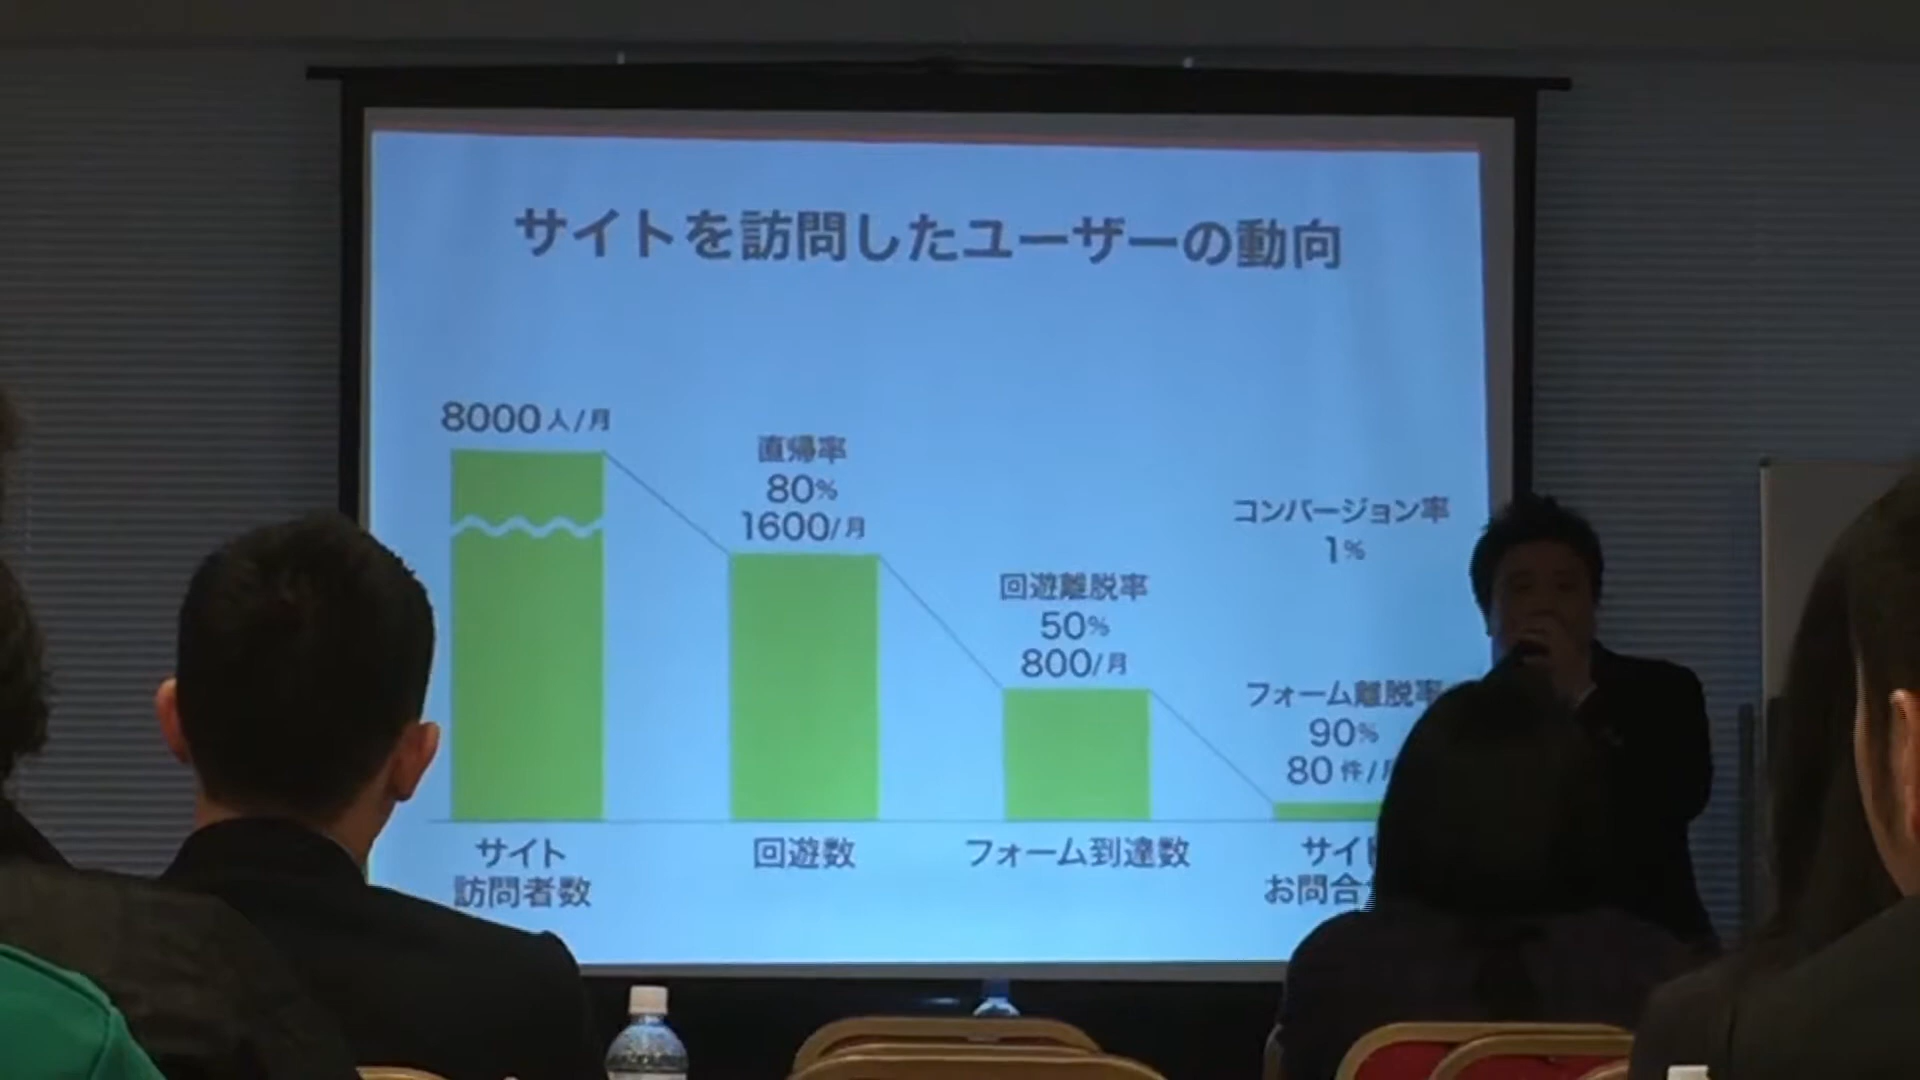 サイトを訪問したユーザーの動向
8000人/月
直帰率
80%
1600/月
回遊離脱率
50%
800/月
コンバージョン率
1%
フォーム離脱率
90%
80件/月
サイト
訪問者数
回遊数
フォーム到達数
サイト
お問合